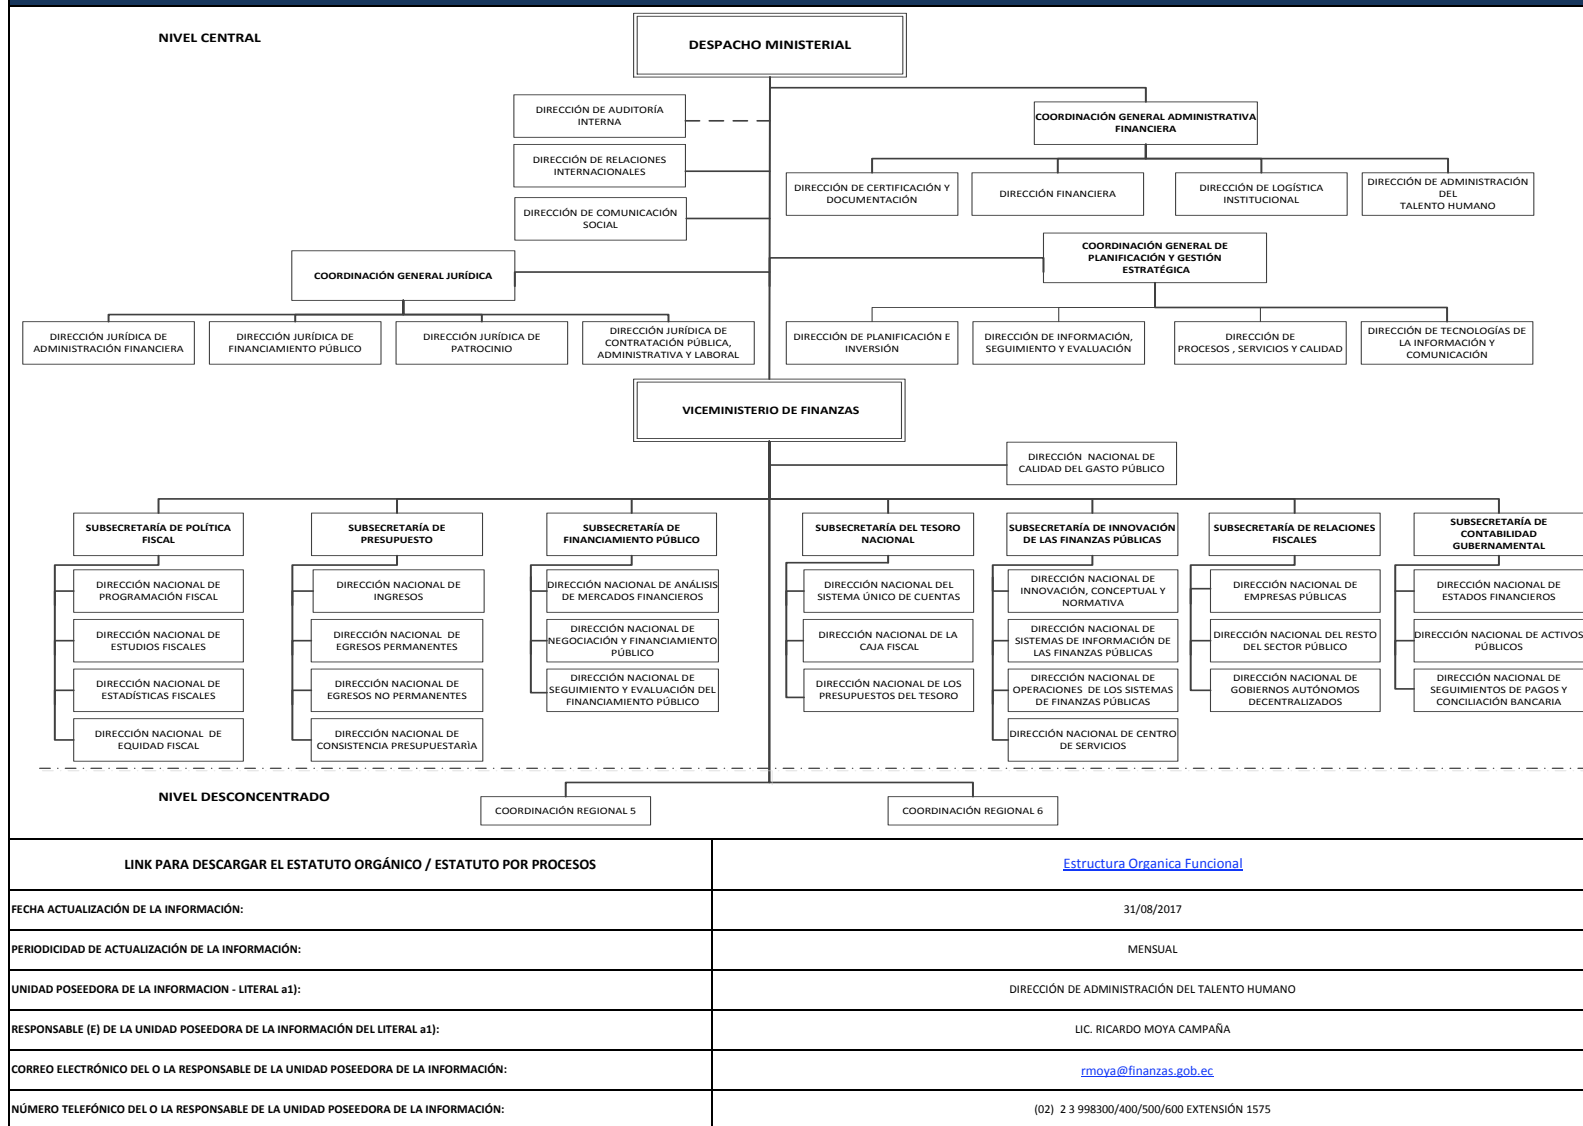 NIVEL CENTRAL
DESPACHO MINISTERIAL
DIRECCIÓN DE AUDITORÍA
INTERNA
COORDINACIÓN GENERAL ADMINISTRATIVA
FINANCIERA
DIRECCIÓN DE RELACIONES
INTERNACIONALES
DIRECCIÓN DE CERTIFICACIÓN Y
DOCUMENTACIÓN
DIRECCIÓN FINANCIERA
DIRECCIÓN DE LOGÍSTICA
INSTITUCIONAL
DIRECCIÓN DE ADMINISTRACIÓN
DEL
TALENTO HUMANO
DIRECCIÓN DE COMUNICACIÓN
SOCIAL
COORDINACIÓN GENERAL JURÍDICA
COORDINACIÓN GENERAL DE
PLANIFICACIÓN Y GESTIÓN
ESTRATÉGICA
DIRECCIÓN JURÍDICA DE
ADMINISTRACIÓN FINANCIERA
DIRECCIÓN JURÍDICA DE
FINANCIAMIENTO PÚBLICO
DIRECCIÓN JURÍDICA DE
PATROCINIO
DIRECCIÓN JURÍDICA DE
CONTRATACIÓN PÚBLICA,
ADMINISTRATIVA Y LABORAL
DIRECCIÓN DE PLANIFICACIÓN E
INVERSIÓN
DIRECCIÓN DE INFORMACIÓN,
SEGUIMIENTO Y EVALUACIÓN
DIRECCIÓN DE
PROCESOS , SERVICIOS Y CALIDAD
DIRECCIÓN DE TECNOLOGÍAS DE
LA INFORMACIÓN Y
COMUNICACIÓN
VICEMINISTERIO DE FINANZAS
DIRECCIÓN  NACIONAL DE
CALIDAD DEL GASTO PÚBLICO
SUBSECRETARÍA DE POLÍTICA
FISCAL
SUBSECRETARÍA DE
PRESUPUESTO
SUBSECRETARÍA DE
FINANCIAMIENTO PÚBLICO
SUBSECRETARÍA DEL TESORO
NACIONAL
SUBSECRETARÍA DE INNOVACIÓN
DE LAS FINANZAS PÚBLICAS
SUBSECRETARÍA DE RELACIONES
FISCALES
SUBSECRETARÍA DE
CONTABILIDAD
GUBERNAMENTAL
DIRECCIÓN NACIONAL DE
PROGRAMACIÓN FISCAL
DIRECCIÓN NACIONAL DE
INGRESOS
DIRECCIÓN NACIONAL DE ANÁLISIS
DE MERCADOS FINANCIEROS
DIRECCIÓN NACIONAL DEL
SISTEMA ÚNICO DE CUENTAS
DIRECCIÓN NACIONAL DE
INNOVACIÓN, CONCEPTUAL Y
NORMATIVA
DIRECCIÓN NACIONAL DE
EMPRESAS PÚBLICAS
DIRECCIÓN NACIONAL DE
ESTADOS FINANCIEROS
DIRECCIÓN NACIONAL DE
ESTUDIOS FISCALES
DIRECCIÓN NACIONAL  DE
EGRESOS PERMANENTES
DIRECCIÓN NACIONAL DE
NEGOCIACIÓN Y FINANCIAMIENTO
PÚBLICO
DIRECCIÓN NACIONAL DE LA
CAJA FISCAL
DIRECCIÓN NACIONAL DE
SISTEMAS DE INFORMACIÓN DE
LAS FINANZAS PÚBLICAS
DIRECCIÓN NACIONAL DEL RESTO
DEL SECTOR PÚBLICO
DIRECCIÓN NACIONAL DE ACTIVOS
PÚBLICOS
DIRECCIÓN NACIONAL DE
ESTADÍSTICAS FISCALES
DIRECCIÓN NACIONAL DE
EGRESOS NO PERMANENTES
DIRECCIÓN NACIONAL DE
SEGUIMIENTO Y EVALUACIÓN DEL
FINANCIAMIENTO PÚBLICO
DIRECCIÓN NACIONAL DE LOS
PRESUPUESTOS DEL TESORO
DIRECCIÓN NACIONAL DE
OPERACIONES  DE LOS SISTEMAS
DE FINANZAS PÚBLICAS
DIRECCIÓN NACIONAL DE
GOBIERNOS AUTÓNOMOS
DECENTRALIZADOS
DIRECCIÓN NACIONAL DE
SEGUIMIENTOS DE PAGOS Y
CONCILIACIÓN BANCARIA
DIRECCIÓN NACIONAL  DE
EQUIDAD FISCAL
DIRECCIÓN NACIONAL DE
CONSISTENCIA PRESUPUESTARÌA
DIRECCIÓN NACIONAL DE CENTRO
DE SERVICIOS
NIVEL DESCONCENTRADO
COORDINACIÓN REGIONAL 5
COORDINACIÓN REGIONAL 6
LINK PARA DESCARGAR EL ESTATUTO ORGÁNICO / ESTATUTO POR PROCESOS
Estructura Organica Funcional
FECHA ACTUALIZACIÓN DE LA INFORMACIÓN:
31/08/2017
PERIODICIDAD DE ACTUALIZACIÓN DE LA INFORMACIÓN:
MENSUAL
UNIDAD POSEEDORA DE LA INFORMACION - LITERAL a1):
DIRECCIÓN DE ADMINISTRACIÓN DEL TALENTO HUMANO
RESPONSABLE (E) DE LA UNIDAD POSEEDORA DE LA INFORMACIÓN DEL LITERAL a1):
LIC. RICARDO MOYA CAMPAÑA
CORREO ELECTRÓNICO DEL O LA RESPONSABLE DE LA UNIDAD POSEEDORA DE LA INFORMACIÓN:
rmoya@finanzas.gob.ec
NÚMERO TELEFÓNICO DEL O LA RESPONSABLE DE LA UNIDAD POSEEDORA DE LA INFORMACIÓN:
(02)  2 3 998300/400/500/600 EXTENSIÓN 1575